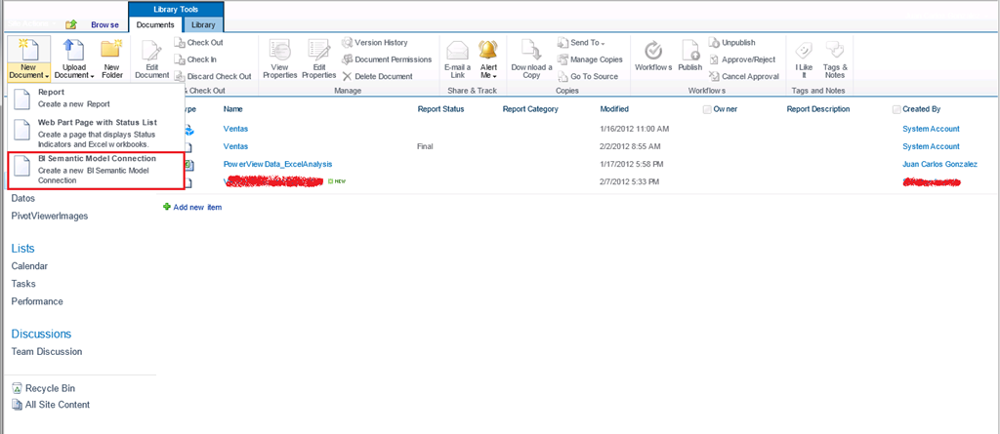 Library Tools
Browse
Documents
Library
New
Document
Upload
Document
New
Folder
Edit
Document
Check Out
Check In
Discard Check Out
View
Properties
Edit
Properties
Version History
Document Permissions
Delete Document
E-mail a
Link
Alert
Me
Download a
Copy
Send To
Manage Copies
Go To Source
Workflows
Publish
Unpublish
Approve/Reject
Cancel Approval
I Like
It
Tags &
Notes
& Check Out
Manage
Share & Track
Copies
Workflows
Tags and Notes
Report
Create a new Report
Web Part Page with Status List
Create a page that displays Status
Indicators and Excel workbooks.
BI Semantic Model Connection
Create a new BI Semantic Model
Connection
ype Name Report Status Report Category Modified Owner Report Description Created By
Ventas 1/16/2012 11:00 AM System Account
Ventas Final 2/2/2012 8:55 AM System Account
PowerView Data_ExcelAnalysis 1/17/2012 5:58 PM Juan Carlos Gonzalez
NEW 2/7/2012 5:33 PM
Add new item
Datos
PivotViewerImages
Lists
Calendar
Tasks
Performance
Discussions
Team Discussion
Recycle Bin
All Site Content